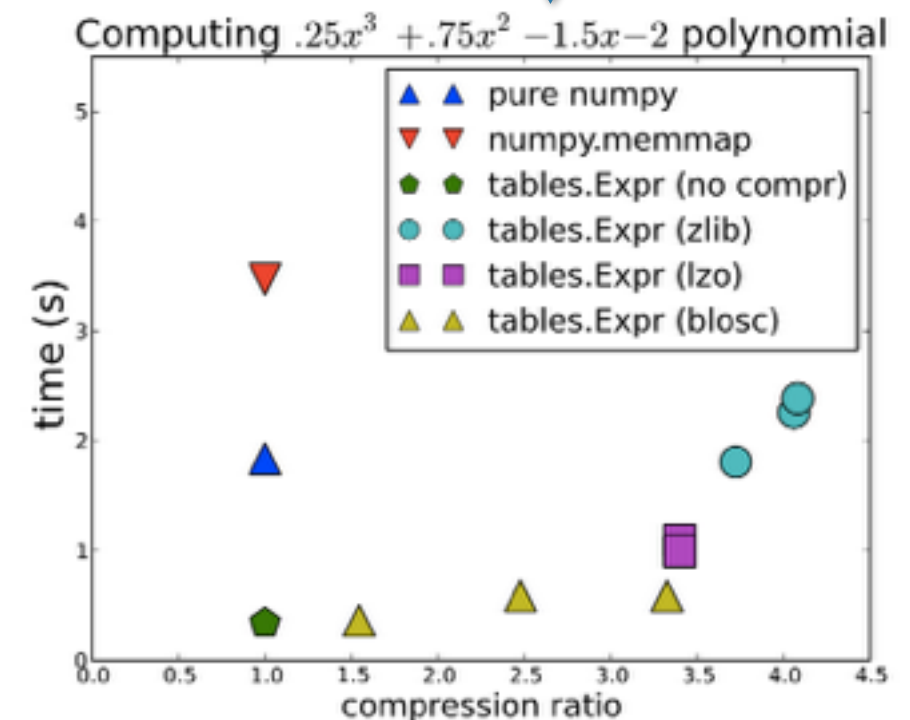 Computing .25x³ +.75x² −1.5x−2 polynomial
pure numpy
numpy.memmap
tables.Expr (no compr)
tables.Expr (zlib)
tables.Expr (lzo)
tables.Expr (blosc)
time (s)
5
4
3
2
1
0
0.0 0.5 1.0 1.5 2.0 2.5 3.0 3.5 4.0 4.5
compression ratio